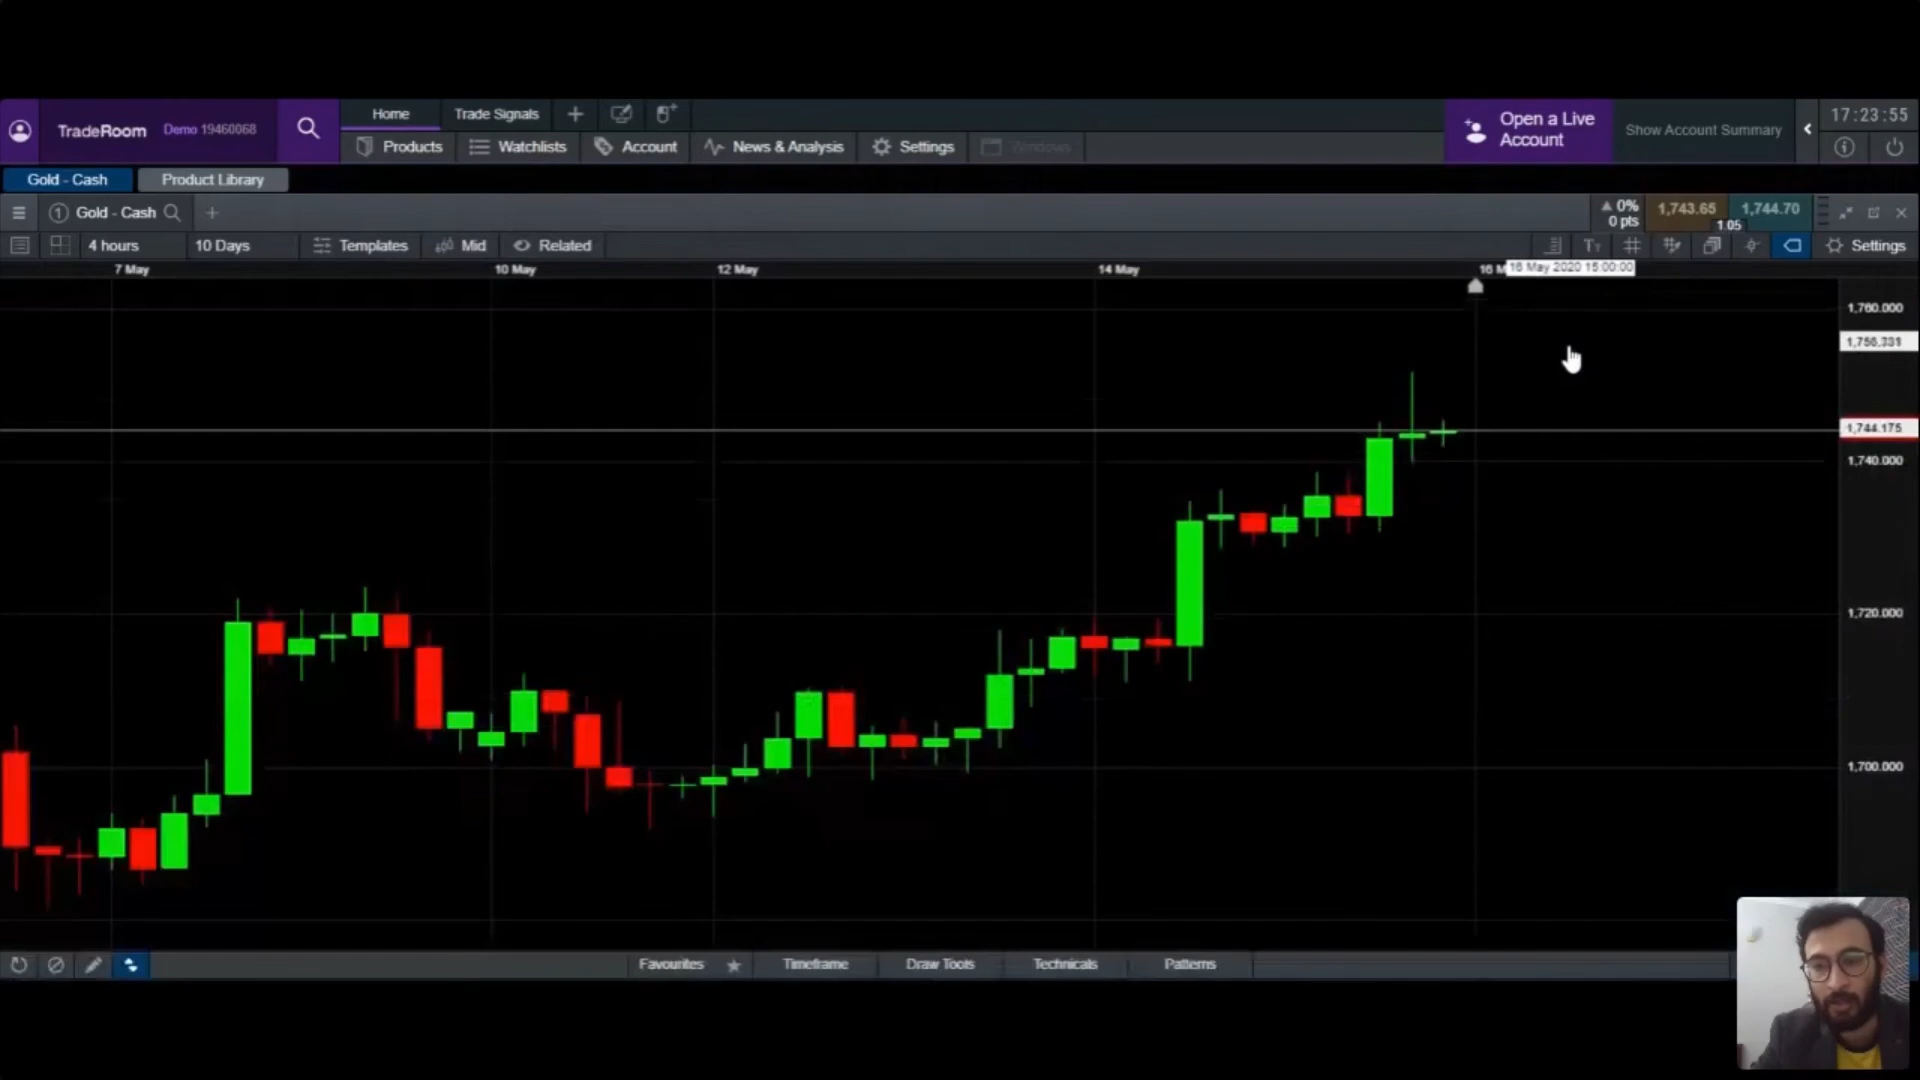 TradeRoom Demo 19460068
Home Trade Signals
Open a Live Account
Show Account Summary
17:23:55
Products Watchlists Account News & Analysis Settings Windows
Gold - Cash Product Library
1 Gold - Cash
0% 0 pts
1,743.65 1,744.70
1.05
4 hours 10 Days Templates Mid Related
Settings
7 May 10 May 12 May 14 May 16 M
16 May 2020 15:00:00
1,760.000
1,756.331
1,744.175
1,740.000
1,720.000
1,700.000
Favourites Timeframe Draw Tools Technicals Patterns